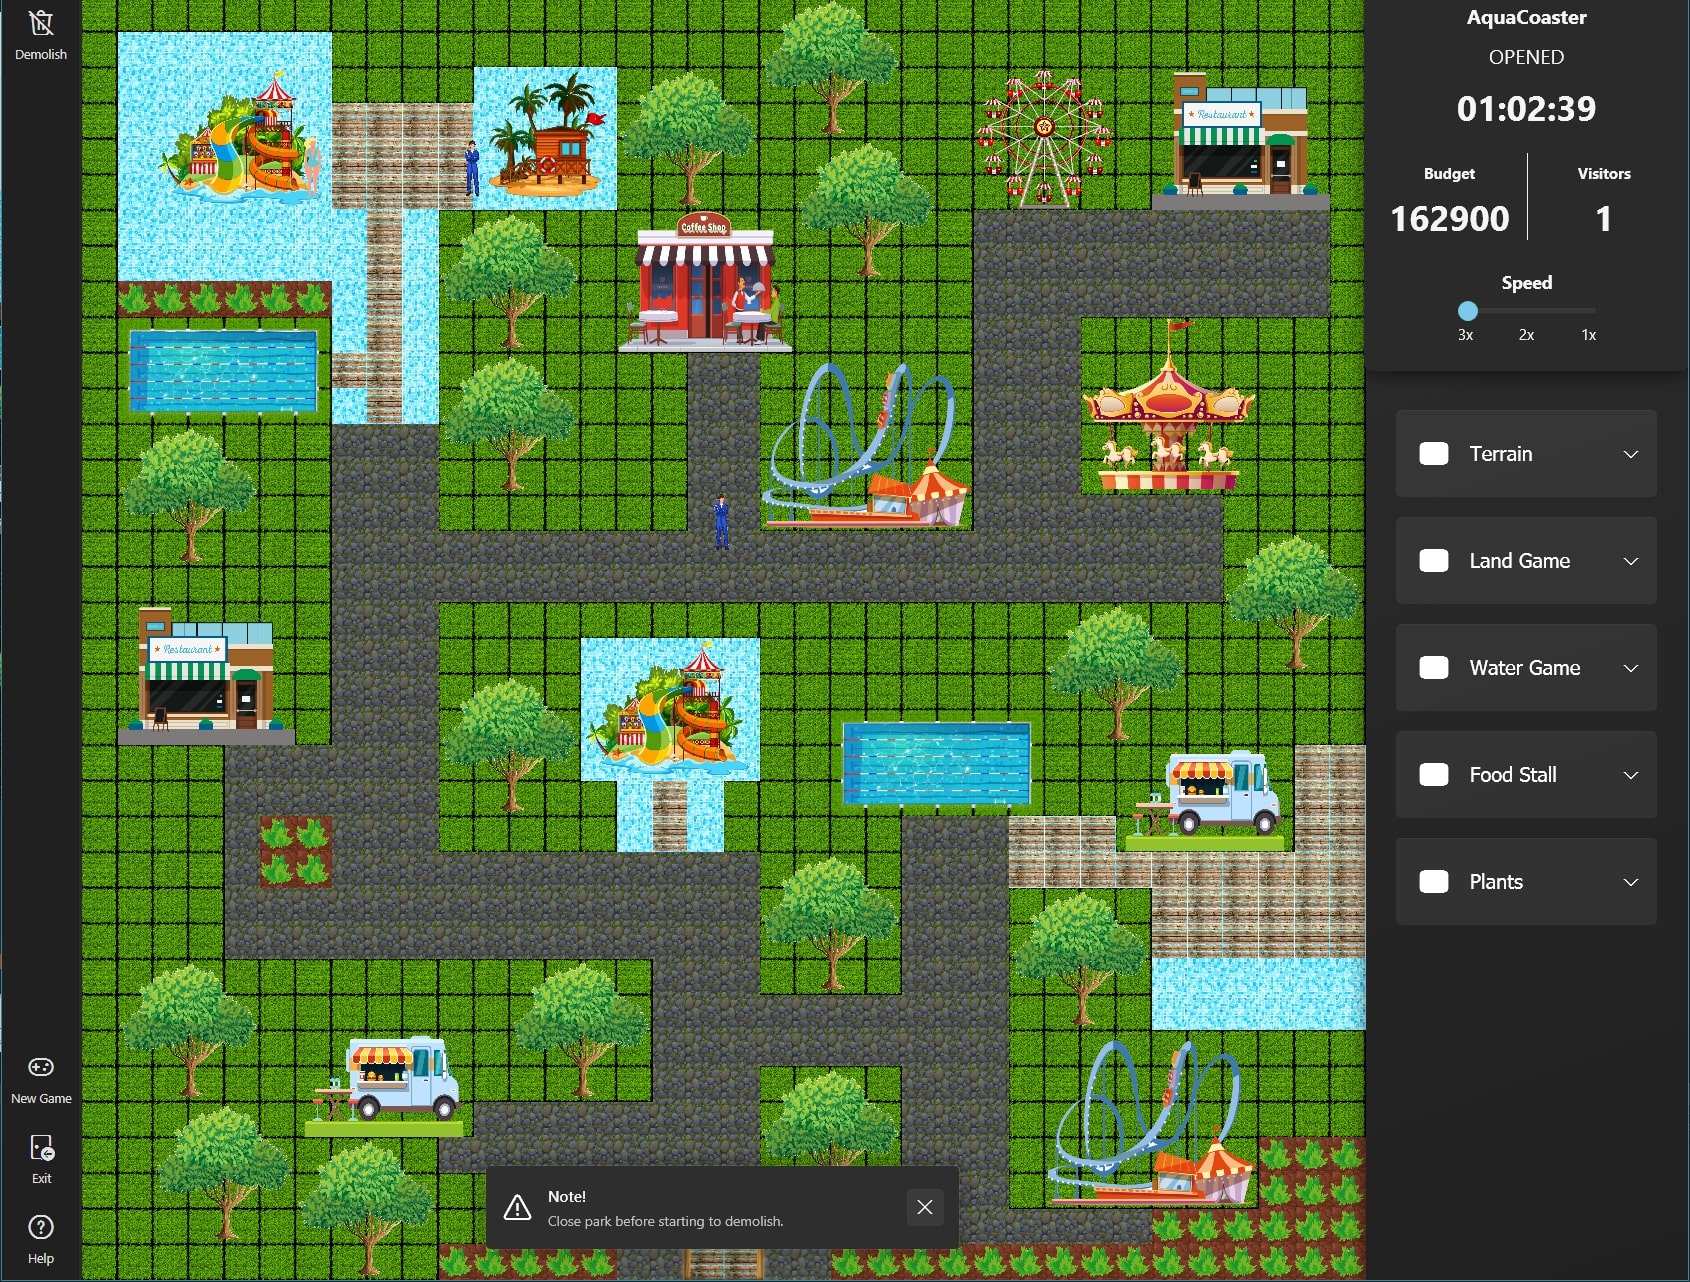 Demolish
New Game
Exit
Help
Restaurant
Coffee Shop
Restaurant
Note!
Close park before starting to demolish.
AquaCoaster
OPENED
01:02:39
Budget
Visitors
162900
1
Speed
3x
2x
1x
Terrain
Land Game
Water Game
Food Stall
Plants